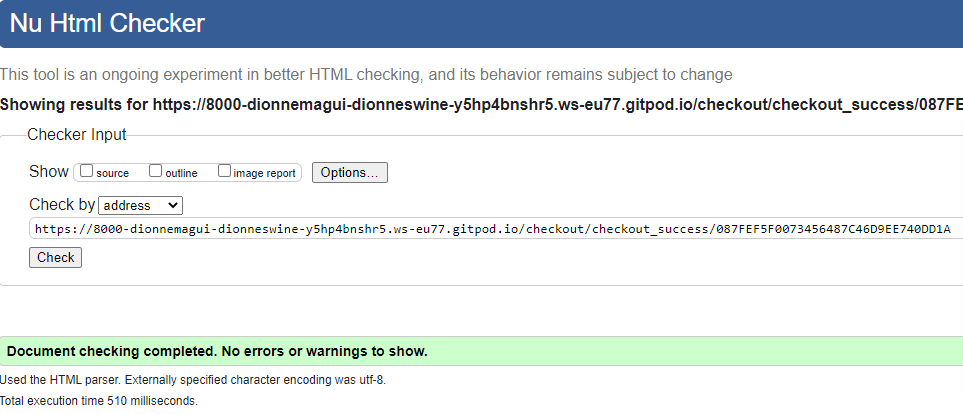 Nu Html Checker
This tool is an ongoing experiment in better HTML checking, and its behavior remains subject to change
Showing results for https://8000-dionnemagui-dionneswine-y5hp4bnshr5.ws-eu77.gitpod.io/checkout/checkout_success/087FE
Checker Input
Show source outline image report Options...
Check by address
https://8000-dionnemagui-dionneswine-y5hp4bnshr5.ws-eu77.gitpod.io/checkout/checkout_success/087FEF5F0073456487C46D9EE740DD1A
Check
Document checking completed. No errors or warnings to show.
Used the HTML parser. Externally specified character encoding was utf-8.
Total execution time 510 milliseconds.